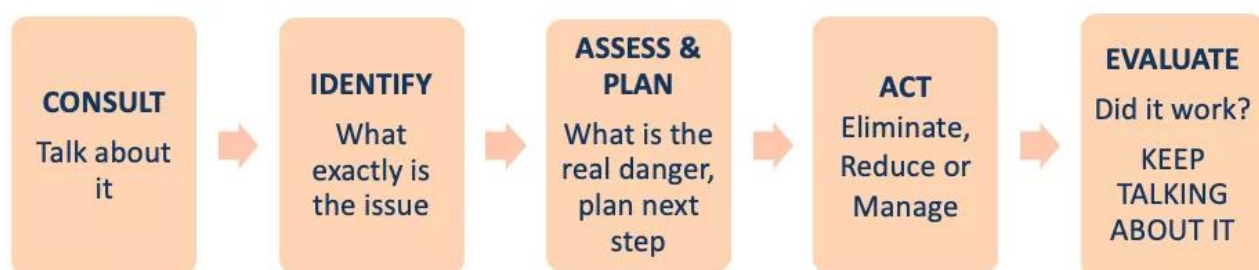 CONSULT
Talk about
it
IDENTIFY
What
exactly is
the issue
ASSESS &
PLAN
What is the
real danger,
plan next
step
ACT
Eliminate,
Reduce or
Manage
EVALUATE
Did it work?
KEEP
TALKING
ABOUT IT